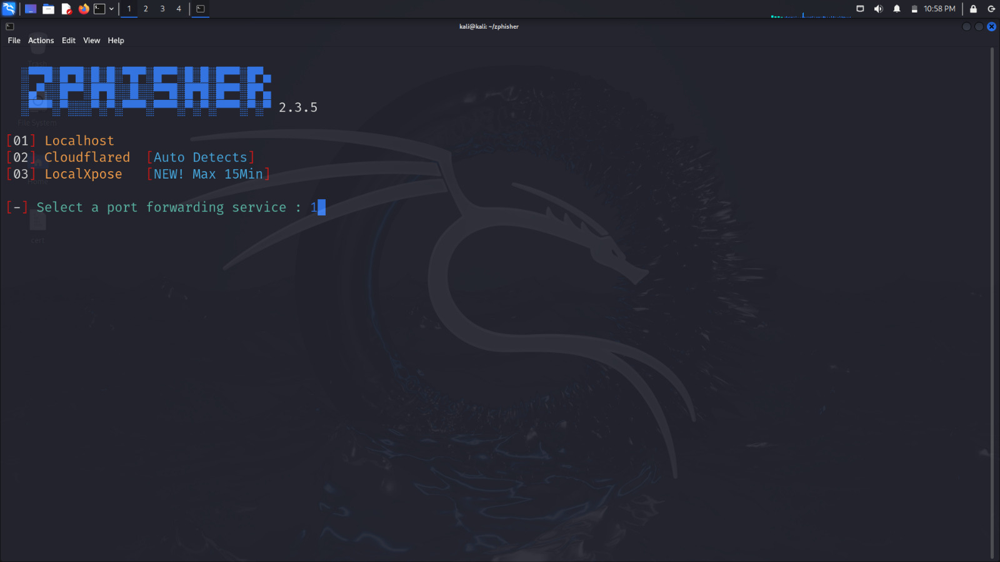 1 2 3 4
10:58 PM
kali@kali: ~/zphisher
File Actions Edit View Help
Trash
ZPHISHER 2.3.5
File System
[01] Localhost
[02] Cloudflared [Auto Detects]
[03] LocalXpose [NEW! Max 15Min]
Home
[-] Select a port forwarding service : 1
cert